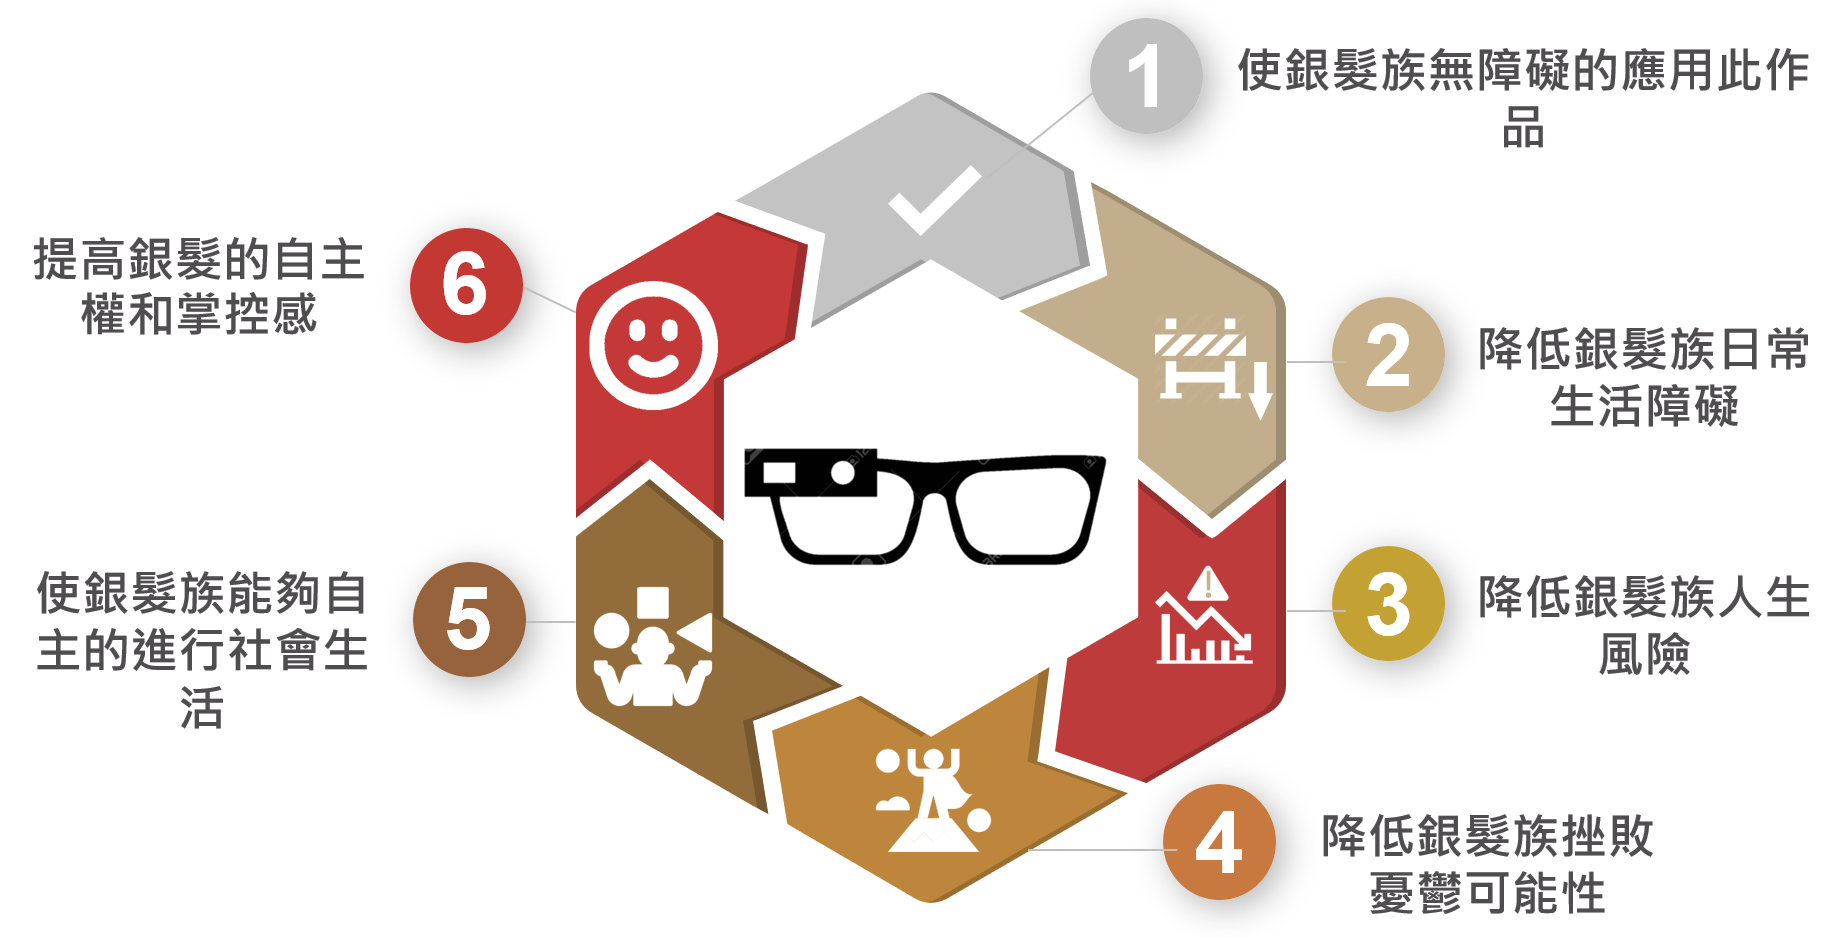 1
使銀髮族無障礙的應用此作
品
2
降低銀髮族日常
生活障礙
3
降低銀髮族人生
風險
4
降低銀髮族挫敗
憂鬱可能性
5
使銀髮族能夠自
主的進行社會生
活
6
提高銀髮的自主
權和掌控感